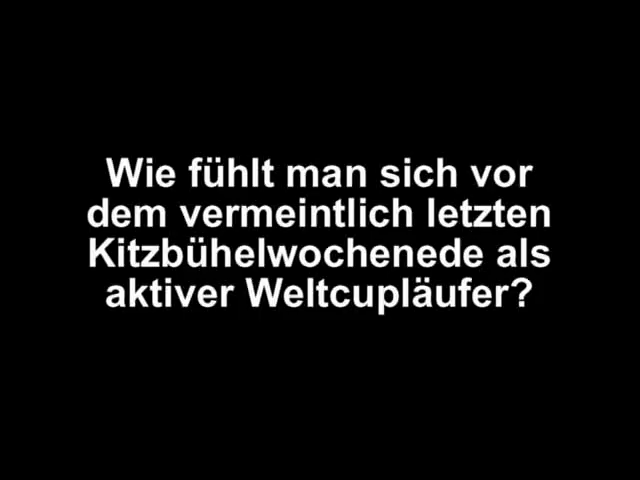 Wie fühlt man sich vor
dem vermeintlich letzten
Kitzbühelwochenede als
aktiver Weltcupläufer?